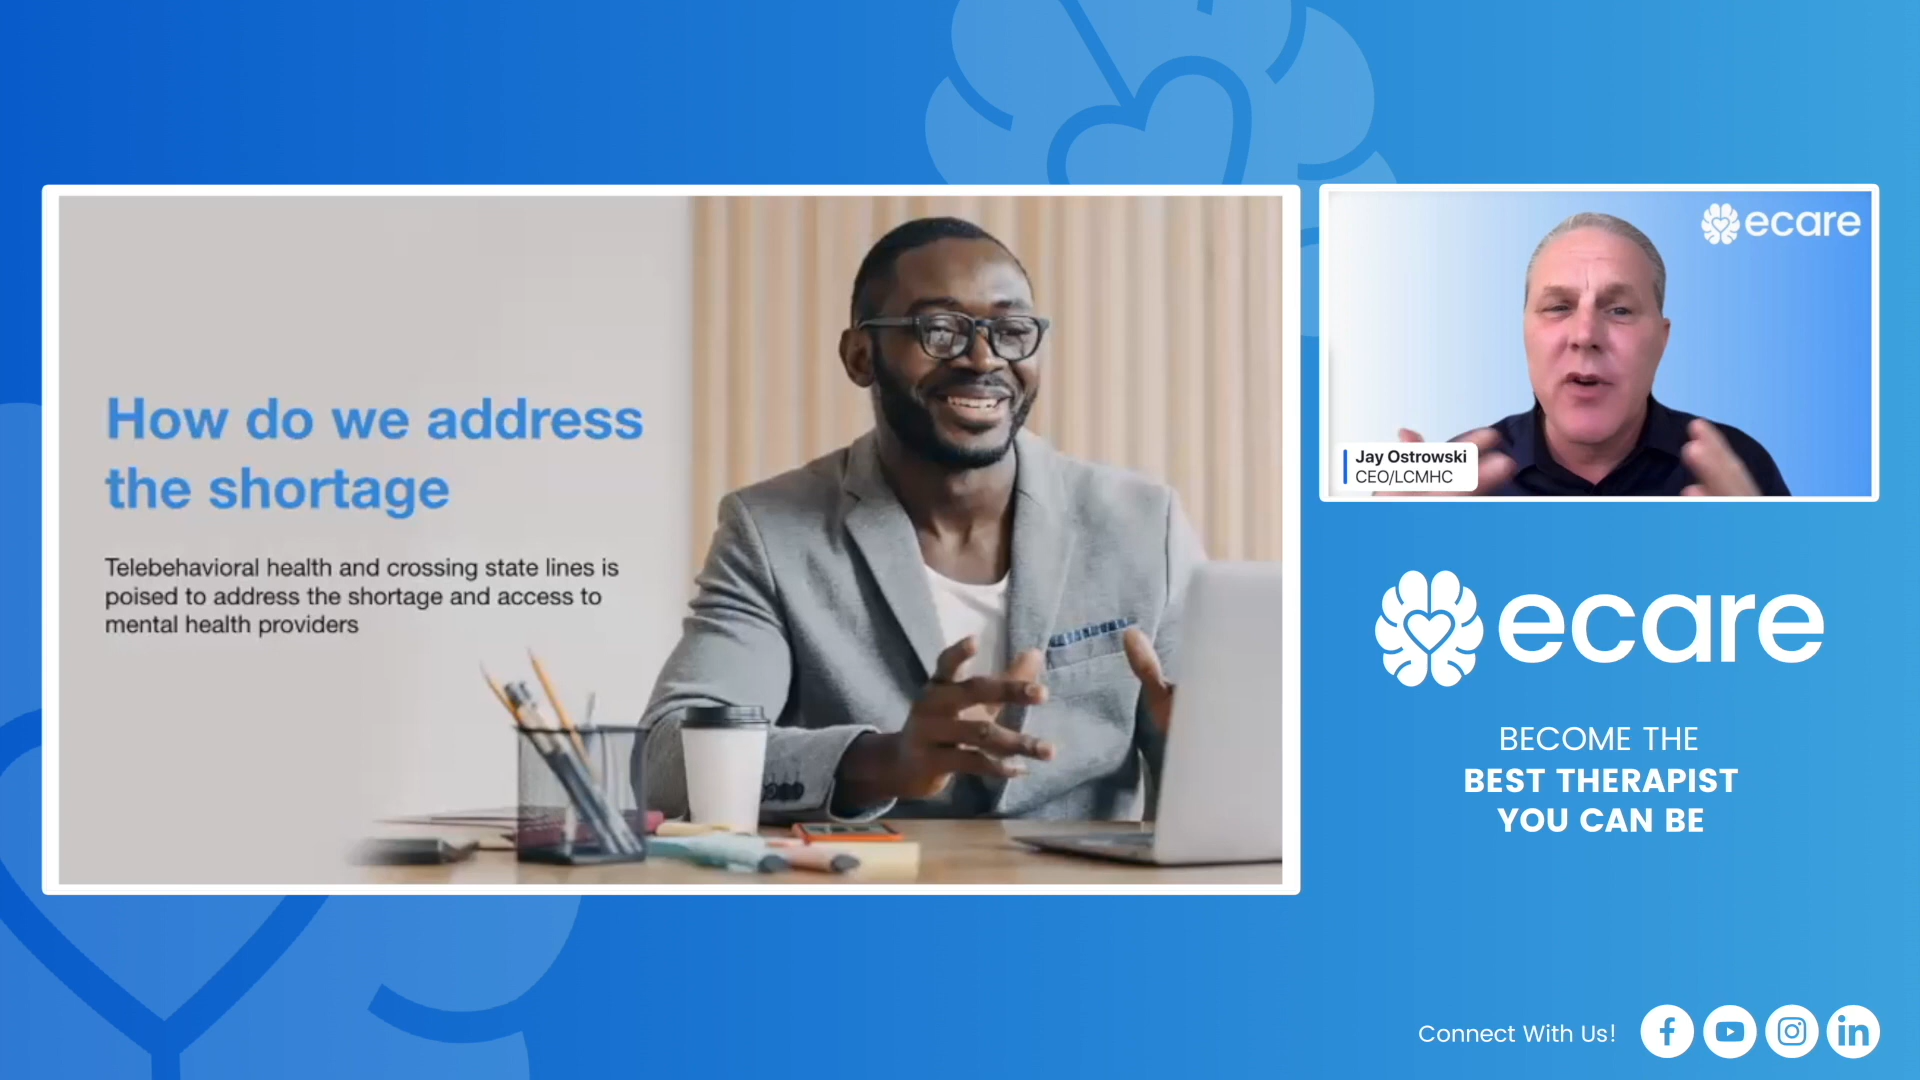 How do we address
the shortage
Telebehavioral health and crossing state lines is
poised to address the shortage and access to
mental health providers
ecare
Jay Ostrowski
CEO/LCMHC
ecare
BECOME THE
BEST THERAPIST
YOU CAN BE
Connect With Us!